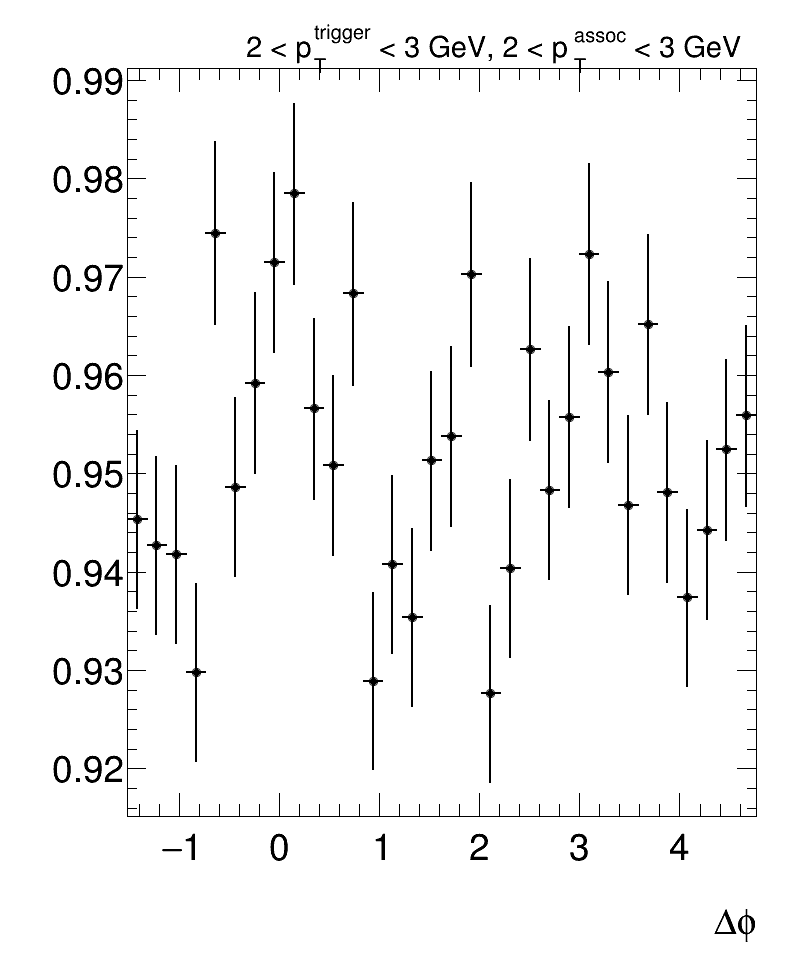 2 < p_T^trigger < 3 GeV, 2 < p_T^assoc < 3 GeV
0.99
0.98
0.97
0.96
0.95
0.94
0.93
0.92
−1 0 1 2 3 4
Δϕ